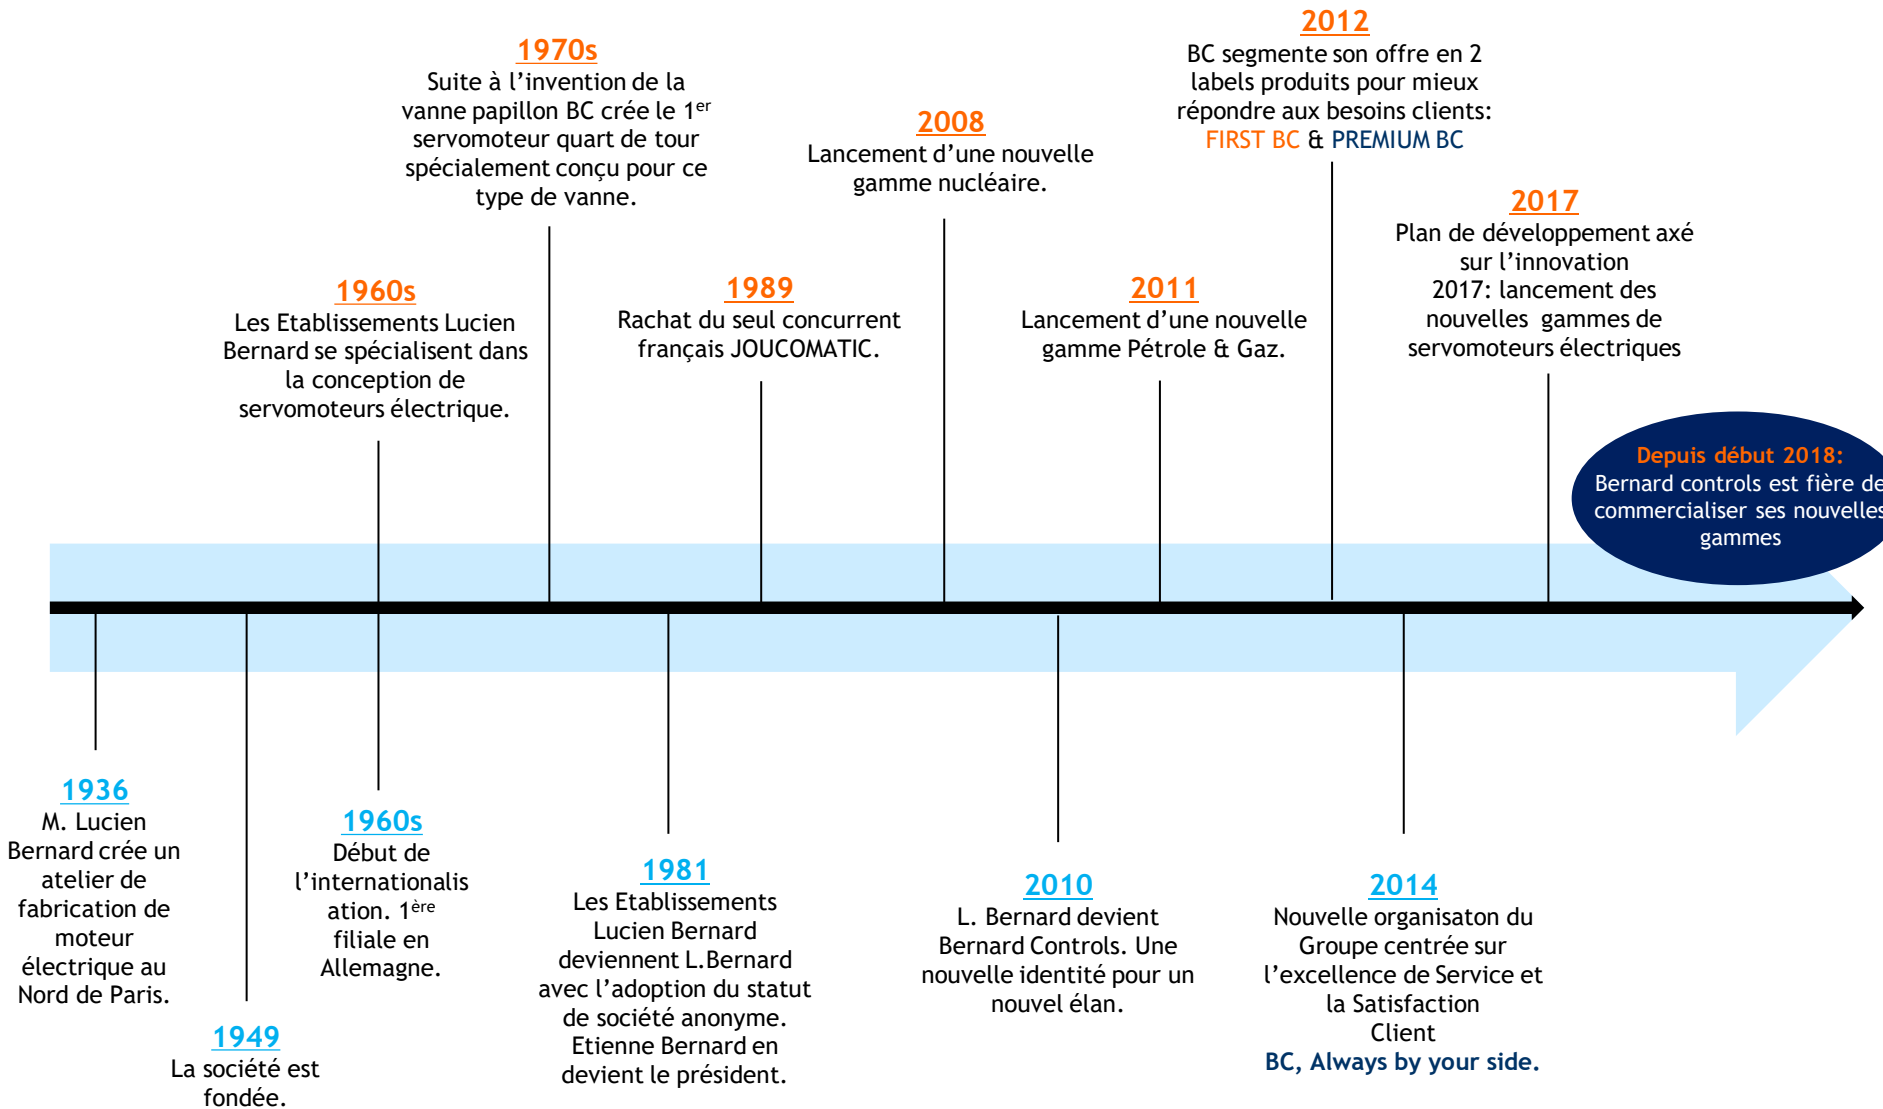 2012
BC segmente son offre en 2
labels produits pour mieux
répondre aux besoins clients:
FIRST BC & PREMIUM BC
1970s
Suite à l’invention de la
vanne papillon BC crée le 1er
servomoteur quart de tour
spécialement conçu pour ce
type de vanne.
2008
Lancement d’une nouvelle
gamme nucléaire.
2017
Plan de développement axé
sur l’innovation
2017: lancement des
nouvelles gammes de
servomoteurs électriques
1960s
Les Etablissements Lucien
Bernard se spécialisent dans
la conception de
servomoteurs électrique.
1989
Rachat du seul concurrent
français JOUCOMATIC.
2011
Lancement d’une nouvelle
gamme Pétrole & Gaz.
Depuis début 2018:
Bernard controls est fière de
commercialiser ses nouvelles
gammes
1936
M. Lucien
Bernard crée un
atelier de
fabrication de
moteur
électrique au
Nord de Paris.
1949
La société est
fondée.
1960s
Début de
l’internationalis
ation. 1ère
filiale en
Allemagne.
1981
Les Etablissements
Lucien Bernard
deviennent L.Bernard
avec l’adoption du statut
de société anonyme.
Etienne Bernard en
devient le président.
2010
L. Bernard devient
Bernard Controls. Une
nouvelle identité pour un
nouvel élan.
2014
Nouvelle organisaton du
Groupe centrée sur
l’excellence de Service et
la Satisfaction
Client
BC, Always by your side.